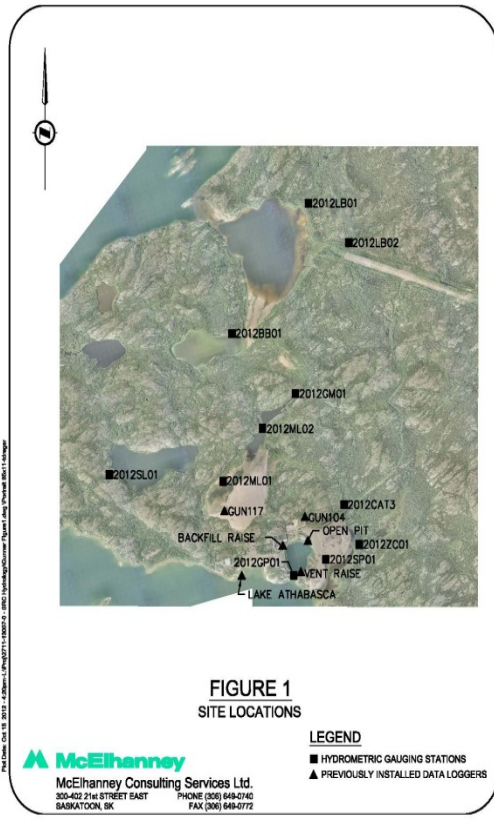 2012LB01
2012LB02
2012BB01
2012GM01
2012ML02
2012SL01
2012ML01
2012CAT3
GUN117
GUN104
OPEN PIT
BACKFILL RAISE
2012ZC01
2012SP01
2012GP01
VENT RAISE
LAKE ATHABASCA
FIGURE 1
SITE LOCATIONS
LEGEND
HYDROMETRIC GAUGING STATIONS
PREVIOUSLY INSTALLED DATA LOGGERS
McElhanney
McElhanney Consulting Services Ltd.
300-402 21st STREET EAST PHONE (306) 649-0740
SASKATOON, SK FAX (306) 649-0772